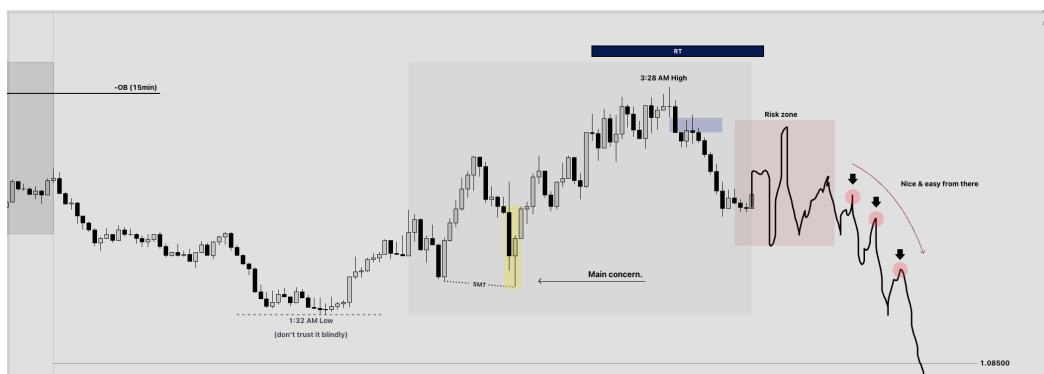 RT
3:28 AM High
-OB (15min)
Risk zone
Nice & easy from there
Main concern.
SMT
1:32 AM Low
(don't trust it blindly)
1.08500